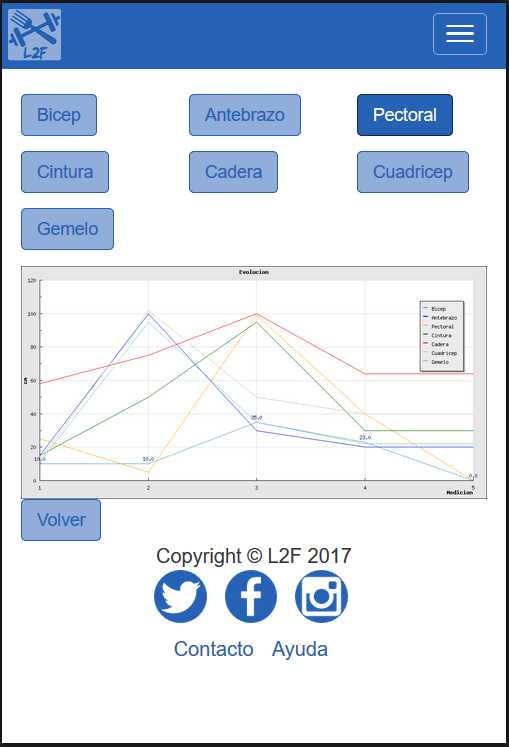 L2F
Bicep Antebrazo Pectoral
Cintura Cadera Cuadricep
Gemelo
Evolucion
cm
120
100
80
60
40
20
0
Bicep
Antebrazo
Pectoral
Cintura
Cadera
Cuadricep
Gemelo
10.0 10.0 35.0 23.0 0.0
1 2 3 4 5
Medicion
Volver
Copyright © L2F 2017
Contacto Ayuda